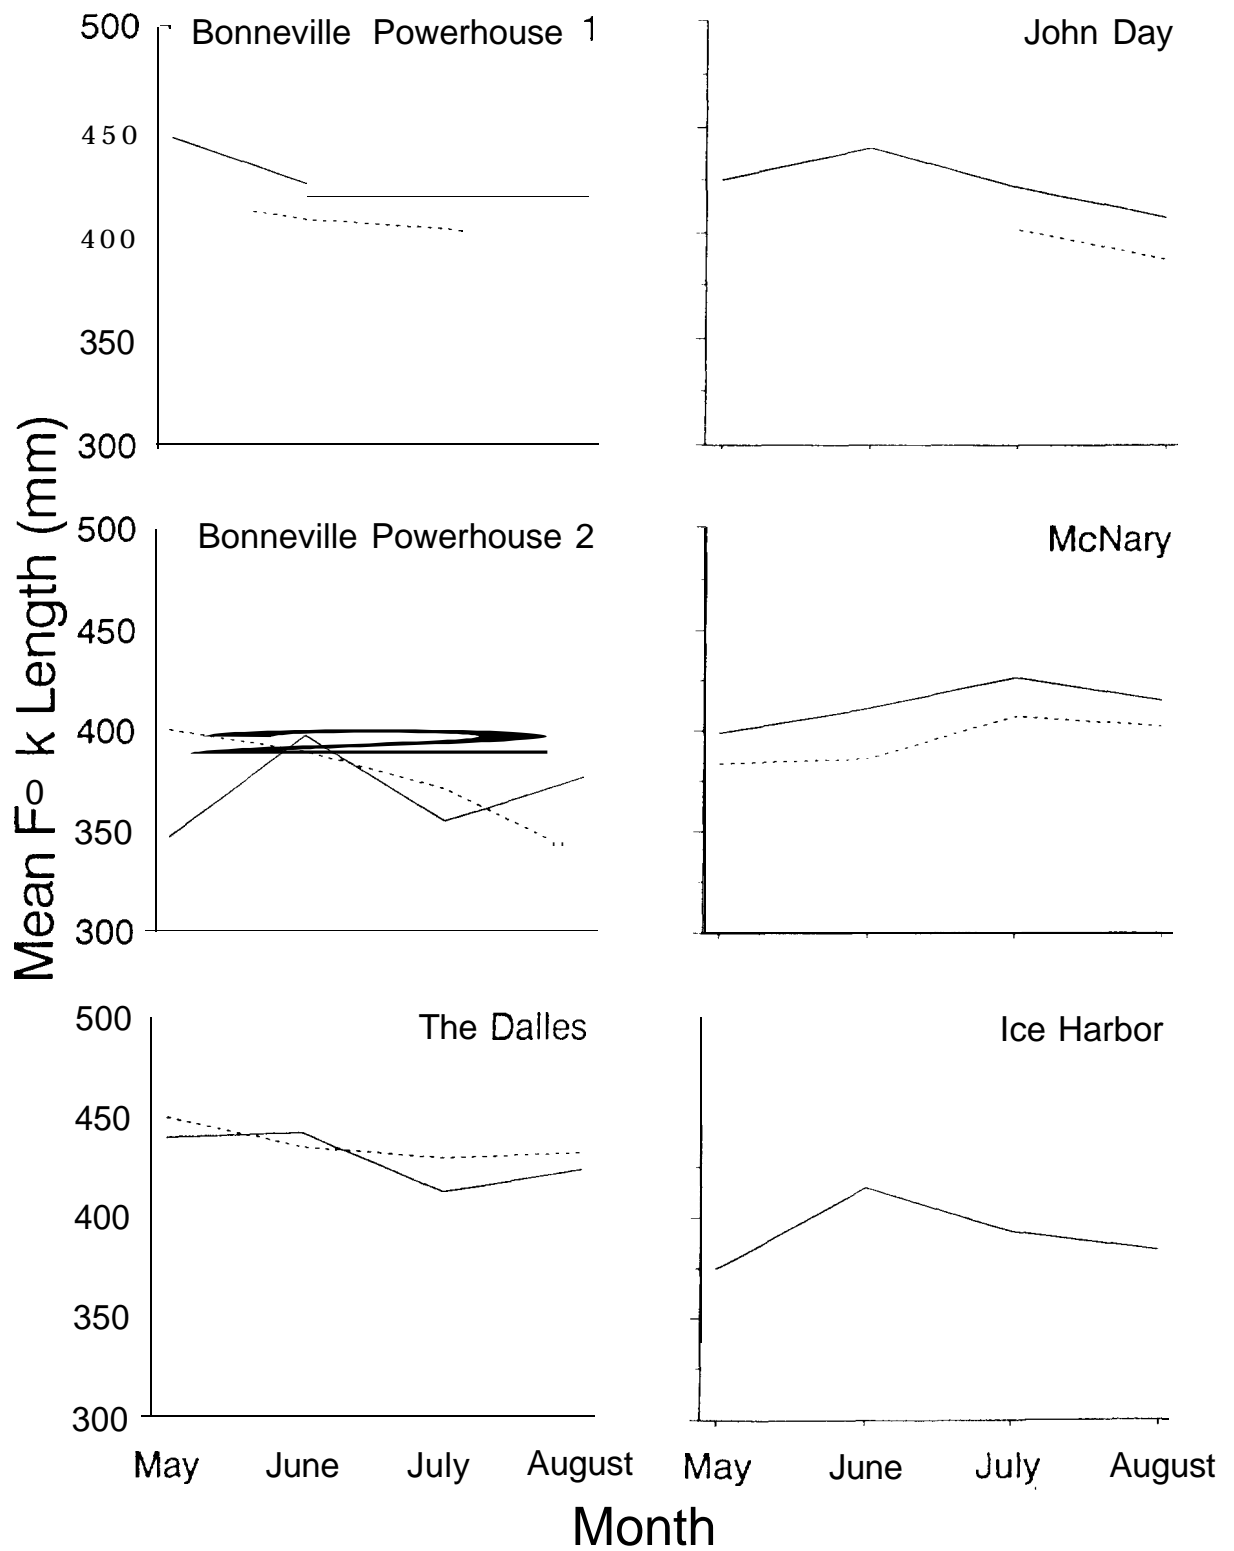 Bonneville Powerhouse 1
500
450
400
350
300
John Day
Bonneville Powerhouse 2
500
450
400
350
300
McNary
The Dalles
500
450
400
350
300
May June July August
Ice Harbor
May June July August
Mean Fo k Length (mm)
Month